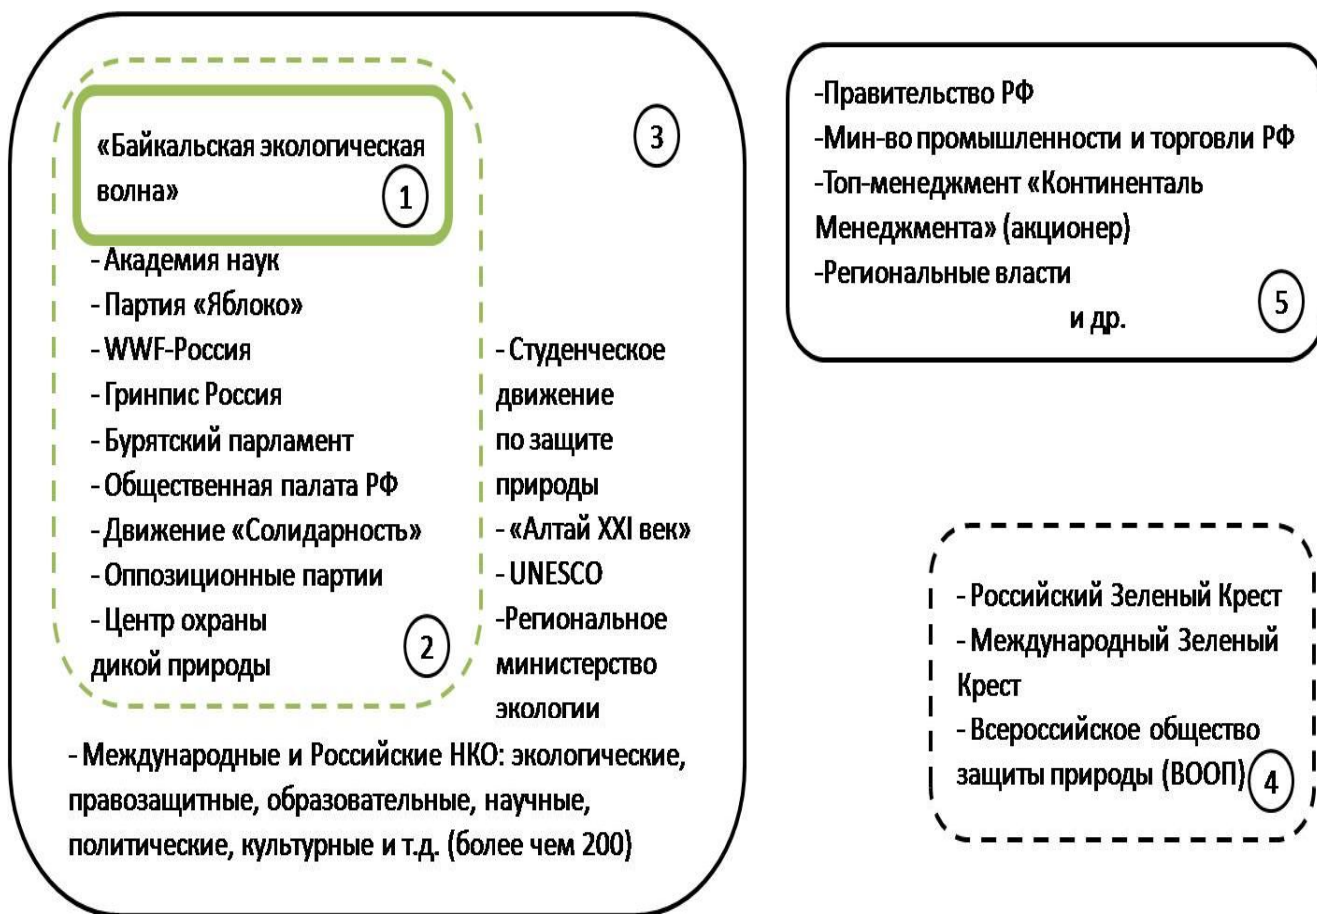 «Байкальская экологическая
волна»
1
- Академия наук
- Партия «Яблоко»
- WWF-Россия
- Гринпис Россия
- Бурятский парламент
- Общественная палата РФ
- Движение «Солидарность»
- Оппозиционные партии
- Центр охраны
дикой природы
2
3
- Студенческое
движение
по защите
природы
- «Алтай XXI век»
- UNESCO
-Региональное
министерство
экологии
- Международные и Российские НКО: экологические,
правозащитные, образовательные, научные,
политические, культурные и т.д. (более чем 200)
-Правительство РФ
-Мин-во промышленности и торговли РФ
-Топ-менеджмент «Континенталь
Менеджмента» (акционер)
-Региональные власти
и др.
5
- Российский Зеленый Крест
- Международный Зеленый
Крест
- Всероссийское общество
защиты природы (ВООП)
4